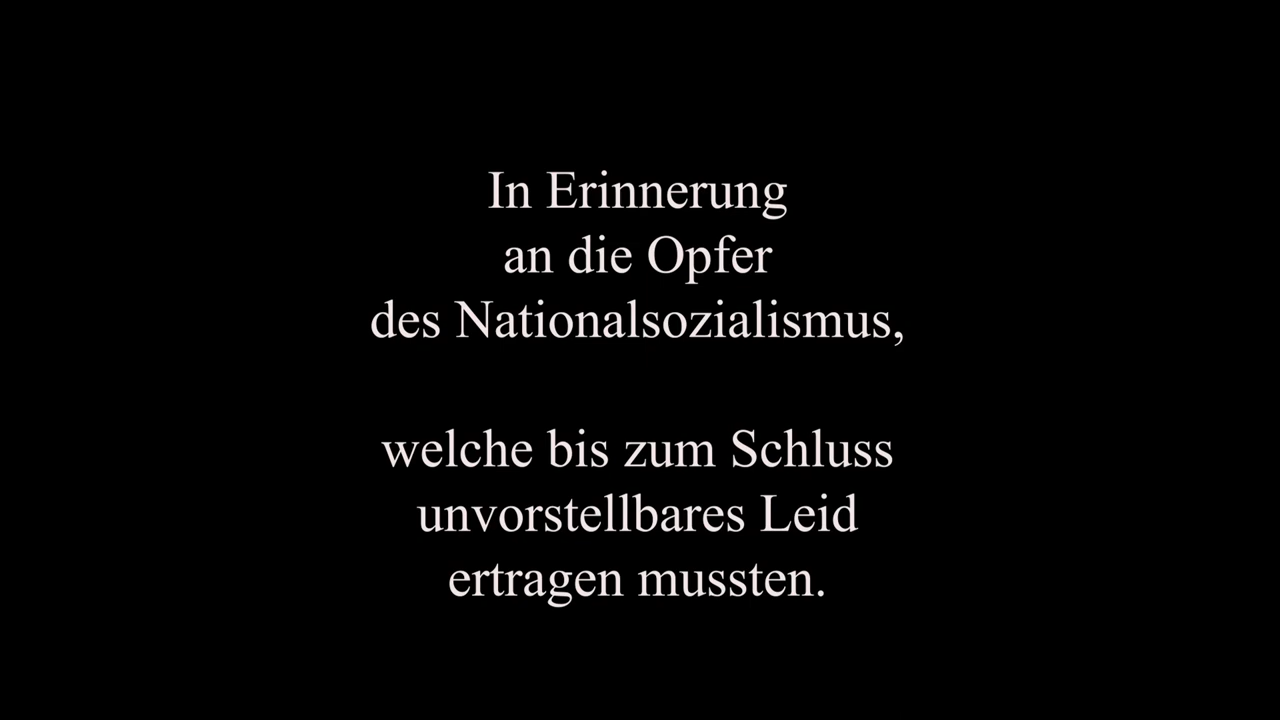 In Erinnerung
an die Opfer
des Nationalsozialismus,
welche bis zum Schluss
unvorstellbares Leid
ertragen mussten.